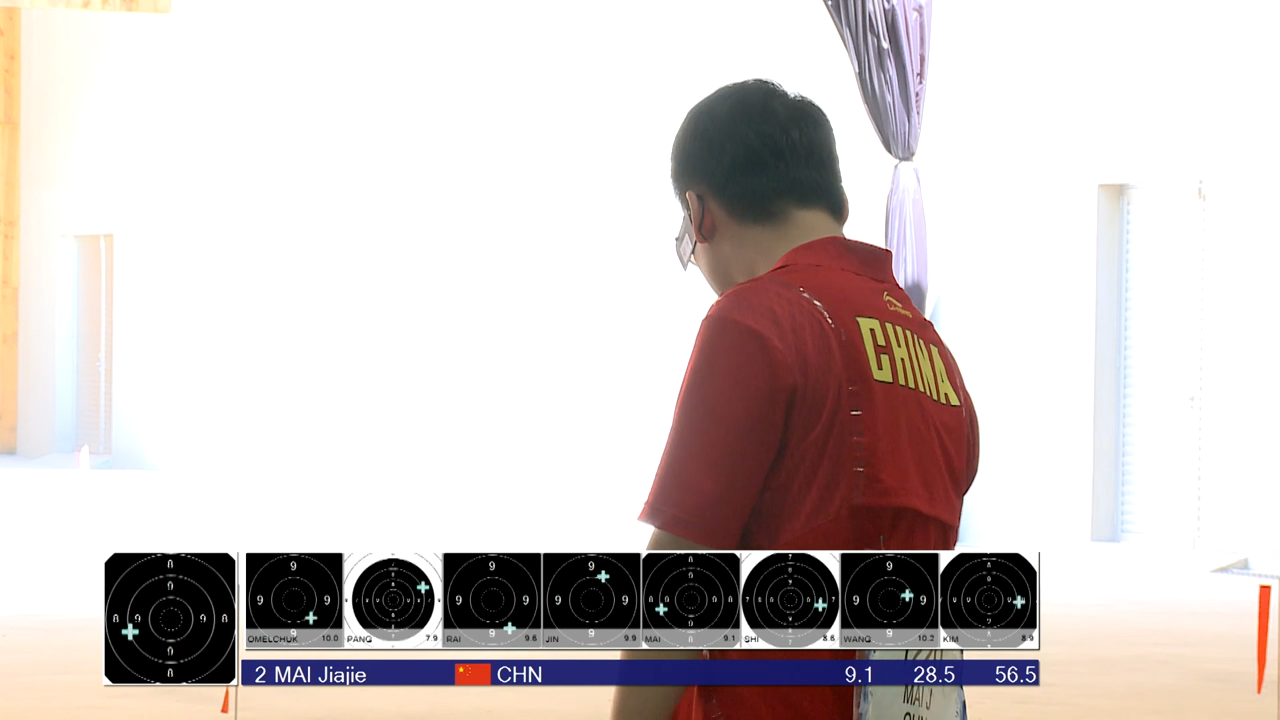 CHINA
OMELCHUK 10.0
PANG 7.9
RAI 9.6
JIN 9.9
MAI 9.1
SHI 8.6
WANG 10.2
KIM 8.9
2 MAI Jiajie CHN 9.1 28.5 56.5
MAI J